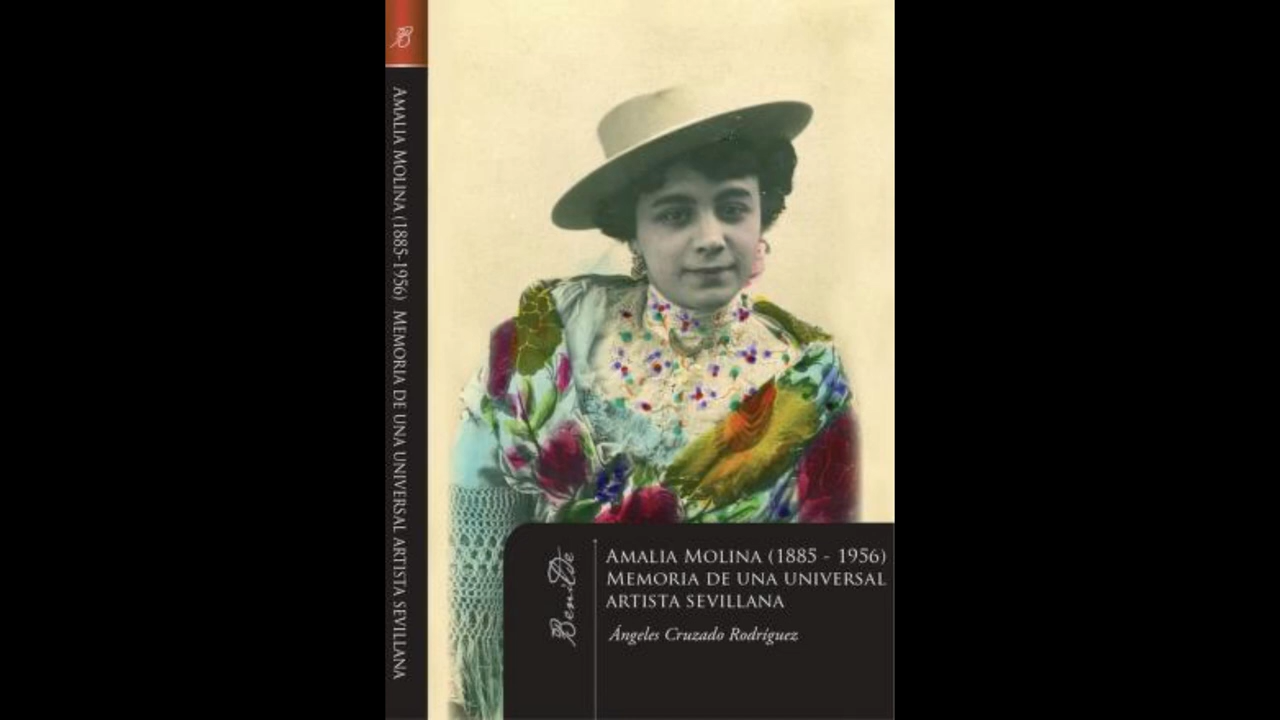 B
AMALIA MOLINA (1885-1956) MEMORIA DE UNA UNIVERSAL ARTISTA SEVILLANA
Benilde
AMALIA MOLINA (1885 - 1956)
MEMORIA DE UNA UNIVERSAL
ARTISTA SEVILLANA
Ángeles Cruzado Rodríguez